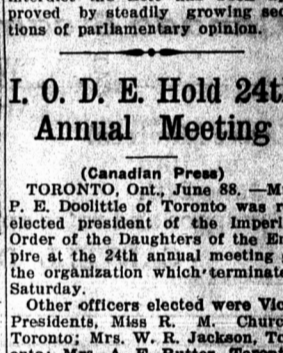 proved by steadily growing sec
tions of parliamentary opinion.
I. O. D. E. Hold 24t
Annual Meeting
(Canadian Press)
TORONTO, Ont., June 88. —M
P. E. Doolittle of Toronto was r
elected president of the Imperi
Order of the Daughters of the Em
pire at the 24th annual meeting
the organization which terminate
Saturday.
Other officers elected were Vic
Presidents, Miss R. M. Churc
Toronto; Mrs. W. R. Jackson, To